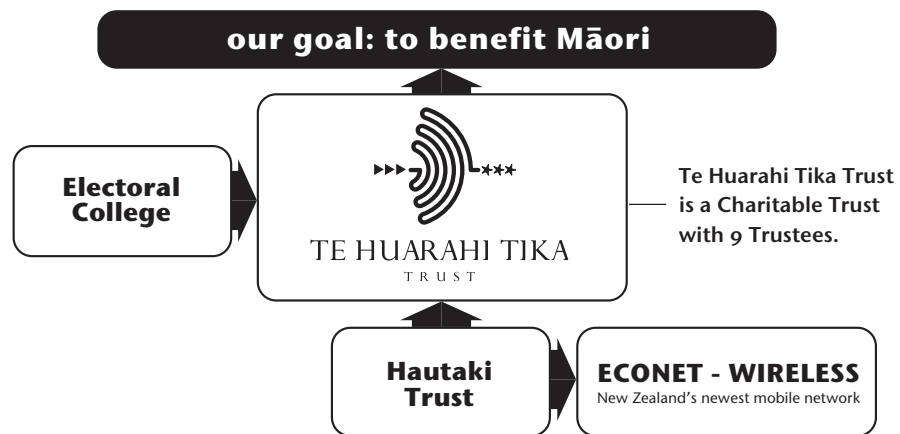 our goal: to benefit Māori
Electoral
College
TE HUARAHI TIKA
TRUST
Te Huarahi Tika Trust
is a Charitable Trust
with 9 Trustees.
Hautaki
Trust
ECONET - WIRELESS
New Zealand's newest mobile network